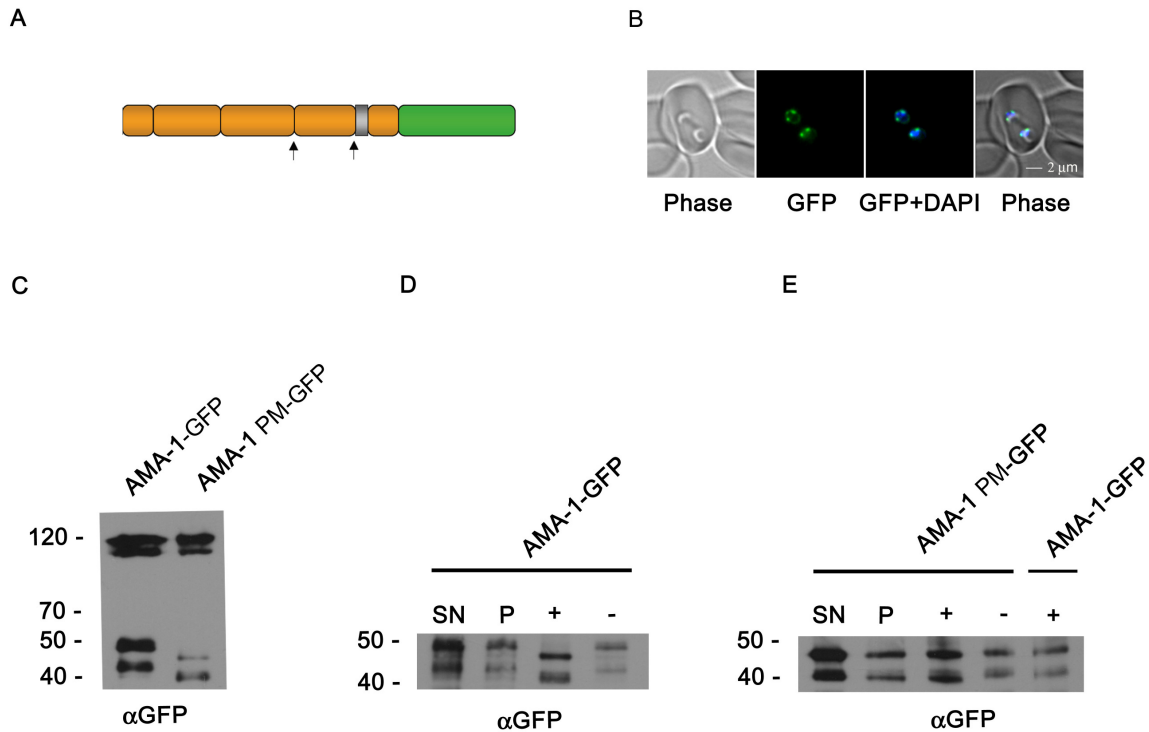 A
B
2 μm
Phase GFP GFP+DAPI Phase
C
D
E
AMA-1-GFP
AMA-1 PM-GFP
120 -
70 -
50 -
40 -
αGFP
AMA-1-GFP
SN P + -
50 -
40 -
αGFP
AMA-1 PM-GFP
AMA-1-GFP
SN P + - +
50 -
40 -
αGFP